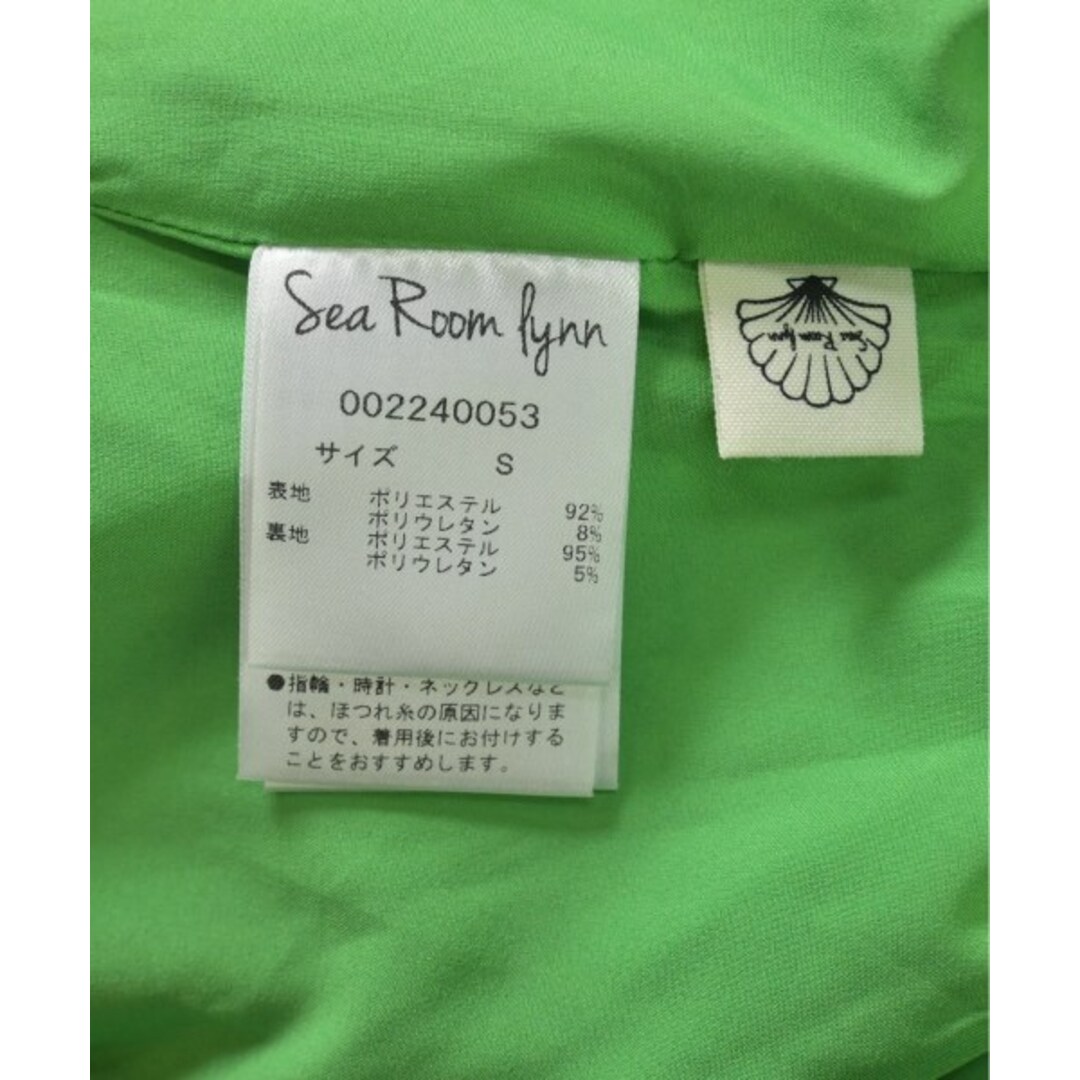 Sea Room lynn
002240053
サイズ S
表地 ポリエステル 92%
ポリウレタン 8%
裏地 ポリエステル 95%
ポリウレタン 5%
●指輪・時計・ネックレスなど
は、ほつれ糸の原因になりま
すので、着用後にお付けする
ことをおすすめします。
Sea Room lynn